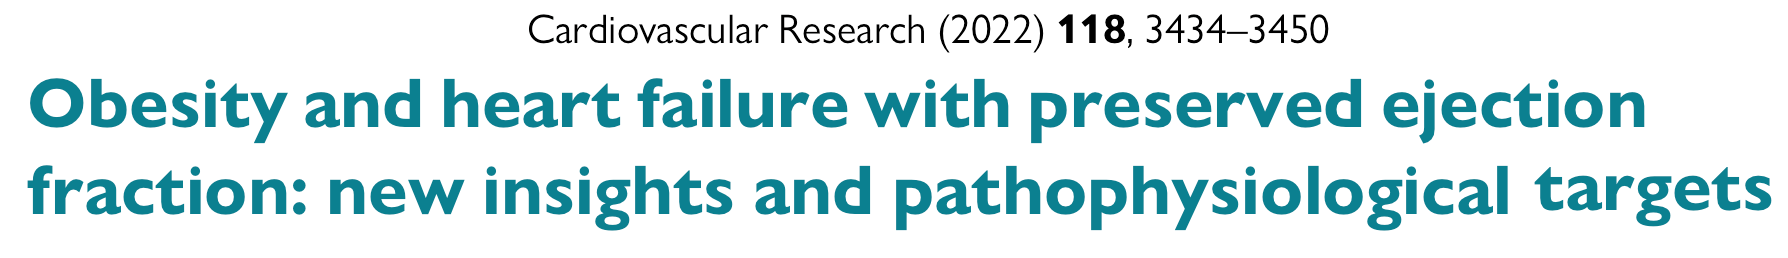 Cardiovascular Research (2022) 118, 3434–3450
Obesity and heart failure with preserved ejection
fraction: new insights and pathophysiological targets